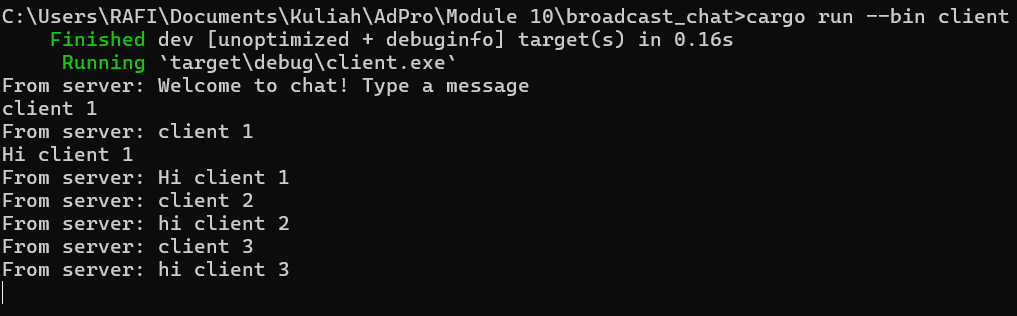 C:\Users\RAFI\Documents\Kuliah\AdPro\Module 10\broadcast_chat>cargo run --bin client
    Finished dev [unoptimized + debuginfo] target(s) in 0.16s
     Running `target\debug\client.exe`
From server: Welcome to chat! Type a message
client 1
From server: client 1
Hi client 1
From server: Hi client 1
From server: client 2
From server: hi client 2
From server: client 3
From server: hi client 3